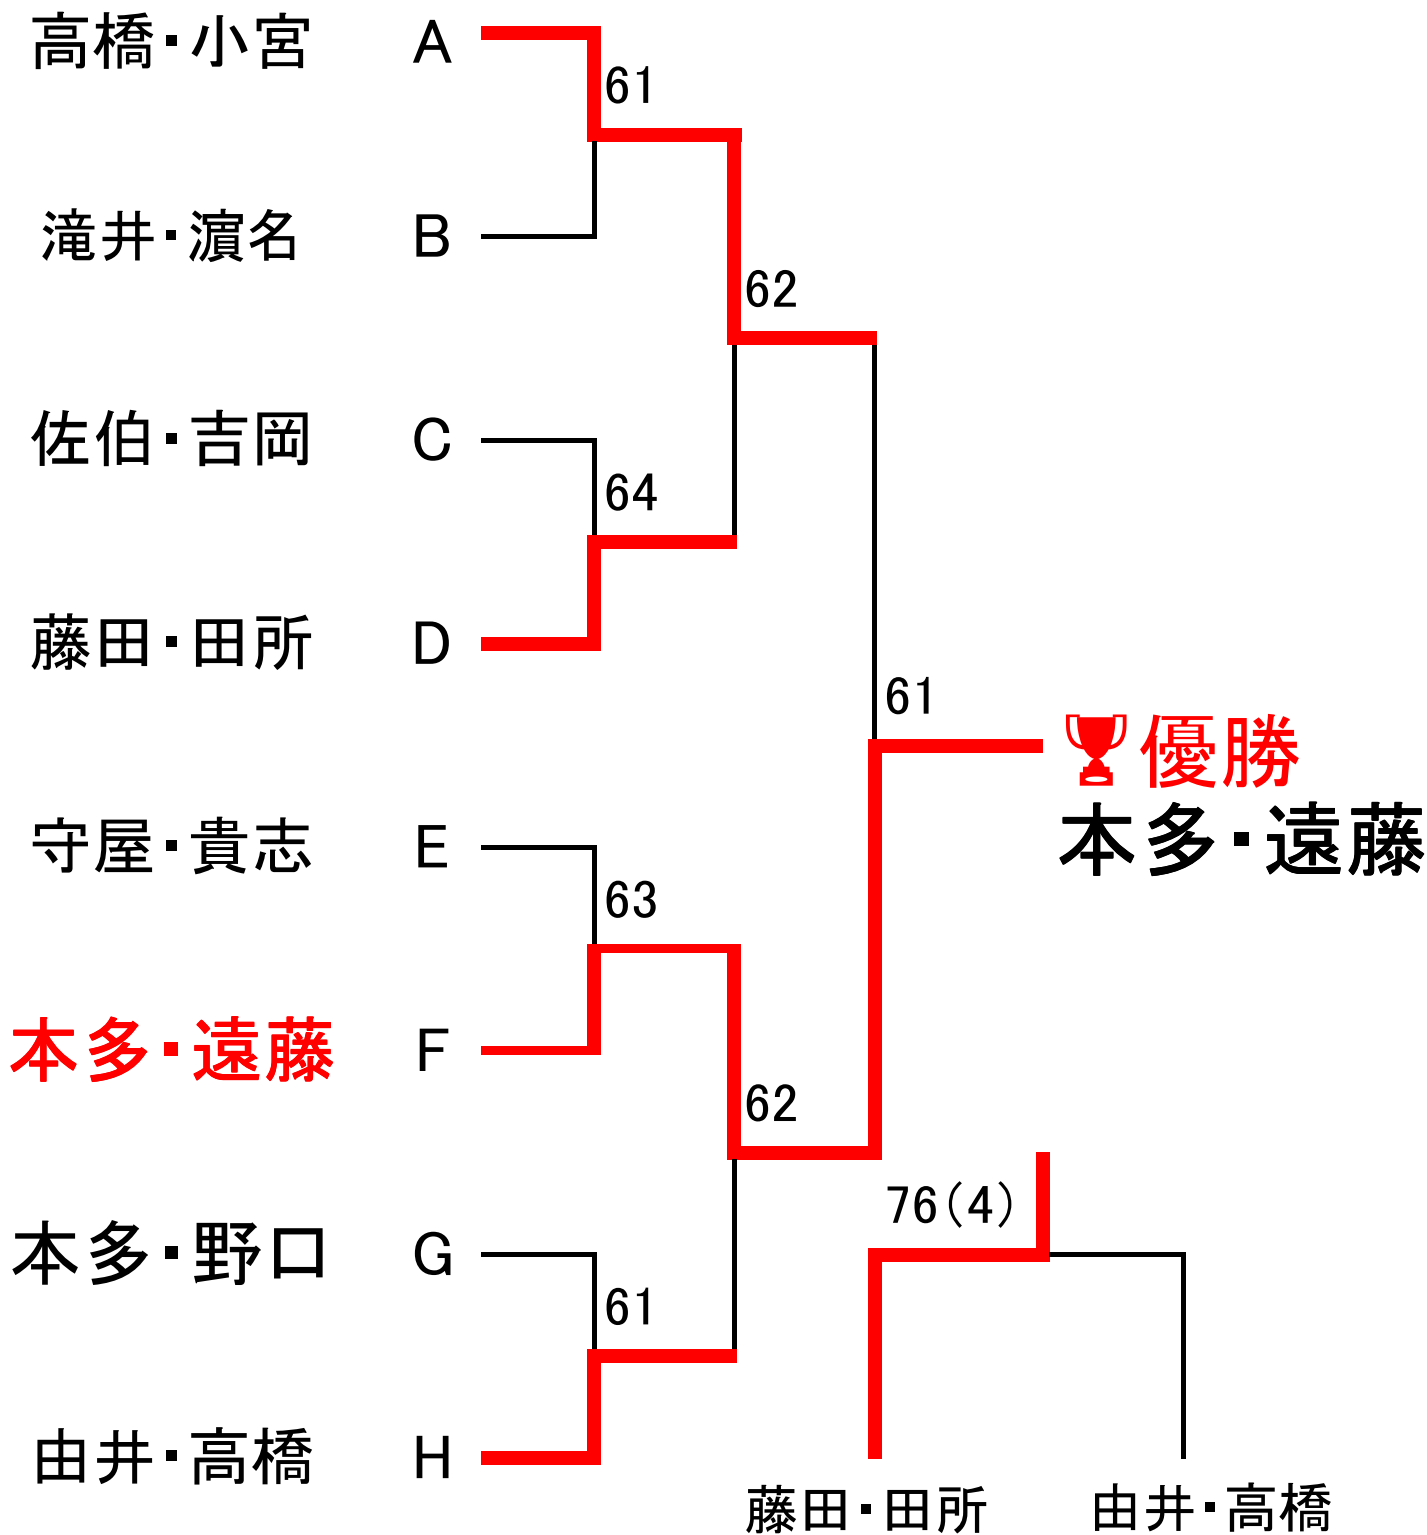 高橋・小宮 A
61
滝井・濵名 B
62
佐伯・吉岡 C
64
藤田・田所 D
61
優勝
本多・遠藤
守屋・貴志 E
63
本多・遠藤 F
62
76(4)
本多・野口 G
61
由井・高橋 H
藤田・田所 由井・高橋